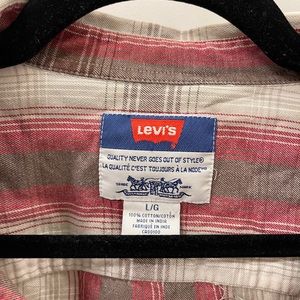 Levi's
QUALITY NEVER GOES OUT OF STYLE®
LA QUALITÉ C'EST TOUJOURS À LA MODE
L/G
100% COTTON/COTON
MADE IN INDIA
FABRIQUÉ EN INDE
CA00100